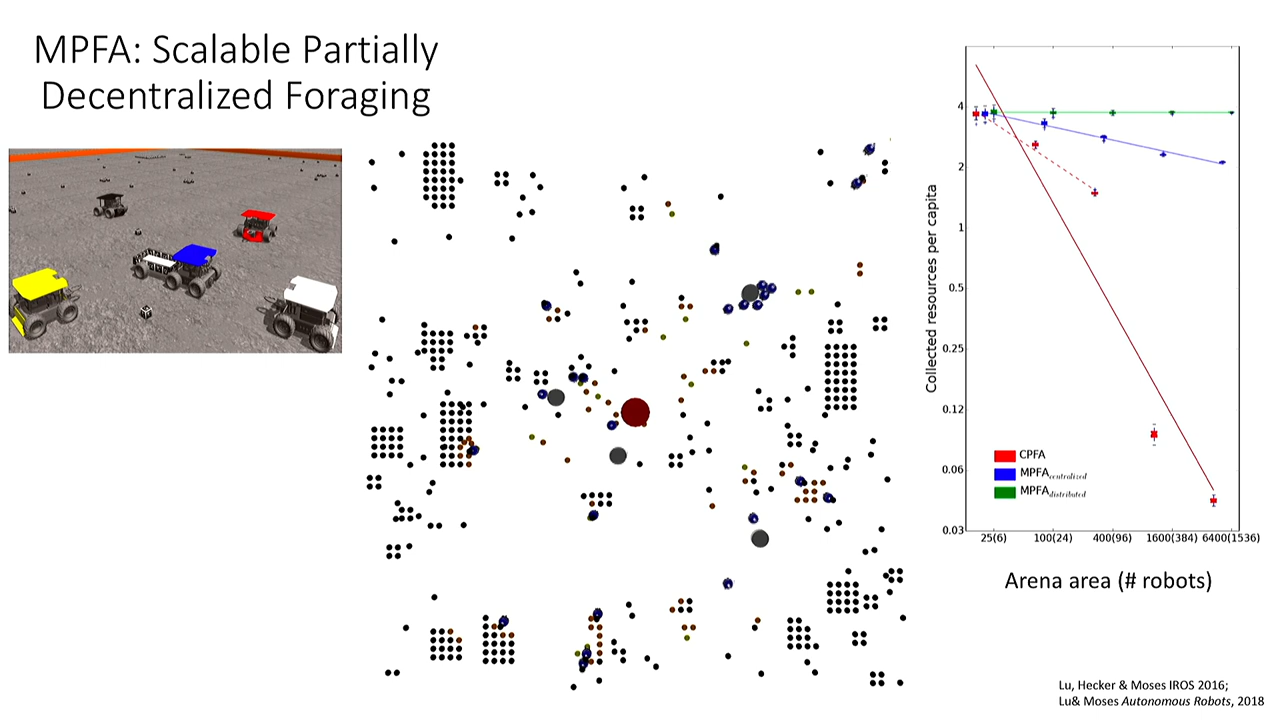 MPFA: Scalable Partially
Decentralized Foraging
Collected resources per capita
4
2
1
0.5
0.25
0.12
0.06
0.03
CPFA
MPFAcentralized
MPFAdistributed
25(6) 100(24) 400(96) 1600(384) 6400(1536)
Arena area (# robots)
Lu, Hecker & Moses IROS 2016;
Lu& Moses Autonomous Robots, 2018